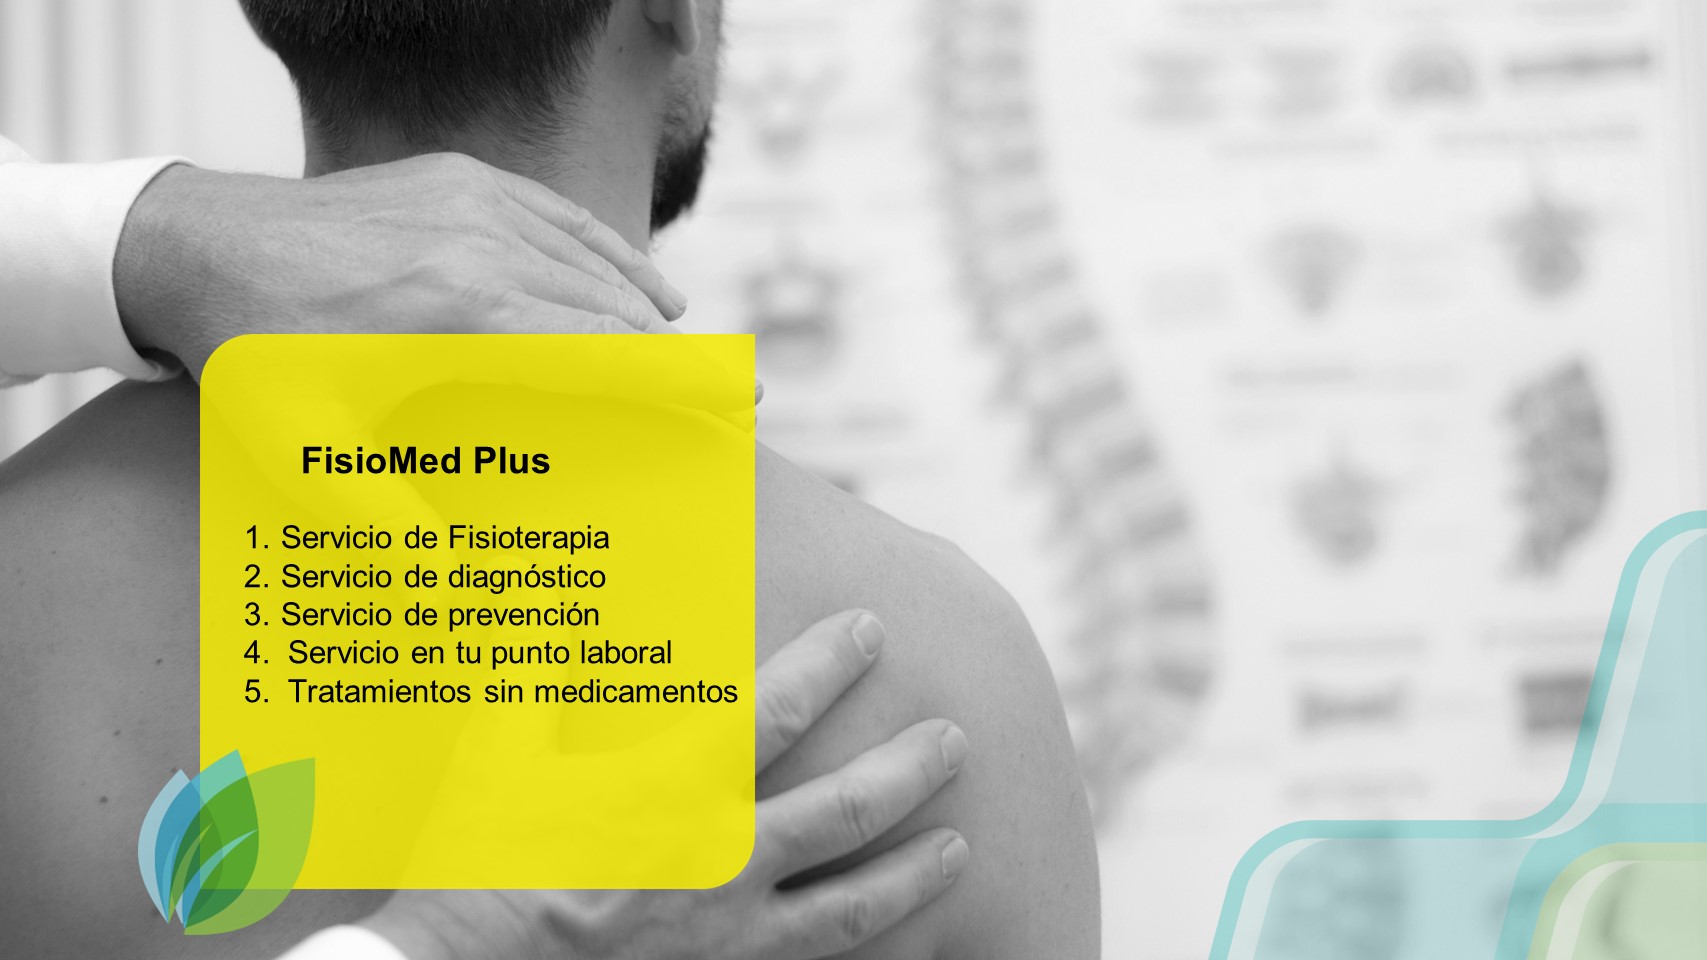 FisioMed Plus
1. Servicio de Fisioterapia
2. Servicio de diagnóstico
3. Servicio de prevención
4. Servicio en tu punto laboral
5. Tratamientos sin medicamentos